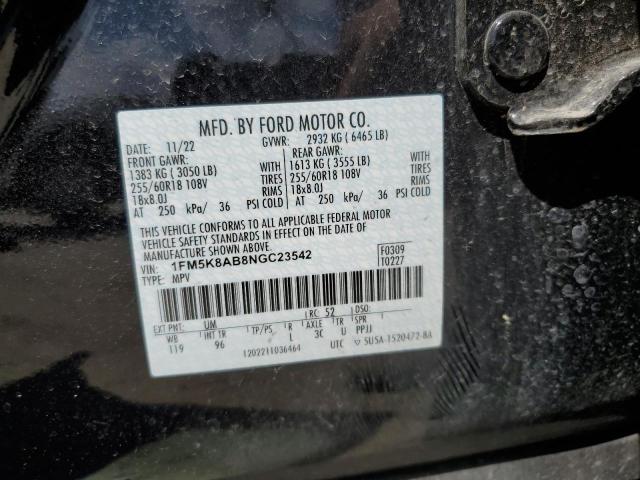 MFD. BY FORD MOTOR CO.
DATE: 11/22 GVWR: 2932 KG ( 6465 LB)
FRONT GAWR: REAR GAWR:
1383 KG ( 3050 LB) WITH 1613 KG ( 3555 LB) WITH
255/60R18 108V TIRES 255/60R18 108V TIRES
18x8.0J RIMS 18x8.0J RIMS
AT 250 kPa/ 36 PSI COLD AT 250 kPa/ 36 PSI COLD
THIS VEHICLE CONFORMS TO ALL APPLICABLE FEDERAL MOTOR
VEHICLE SAFETY AND BUMPER STANDARDS IN EFFECT ON THE DATE OF
MANUFACTURE SHOWN ABOVE.
VIN: 1FM5K8AB8NGC23542 F0309
TYPE: MPV T0227
EXT PNT: UM RC: 52 DSO:
WB INT TR TP/PS R AXLE TR SPR
119 96 L 3C U PPJJ
1202211036464 UTC ▽ 5USA-1520472-BA